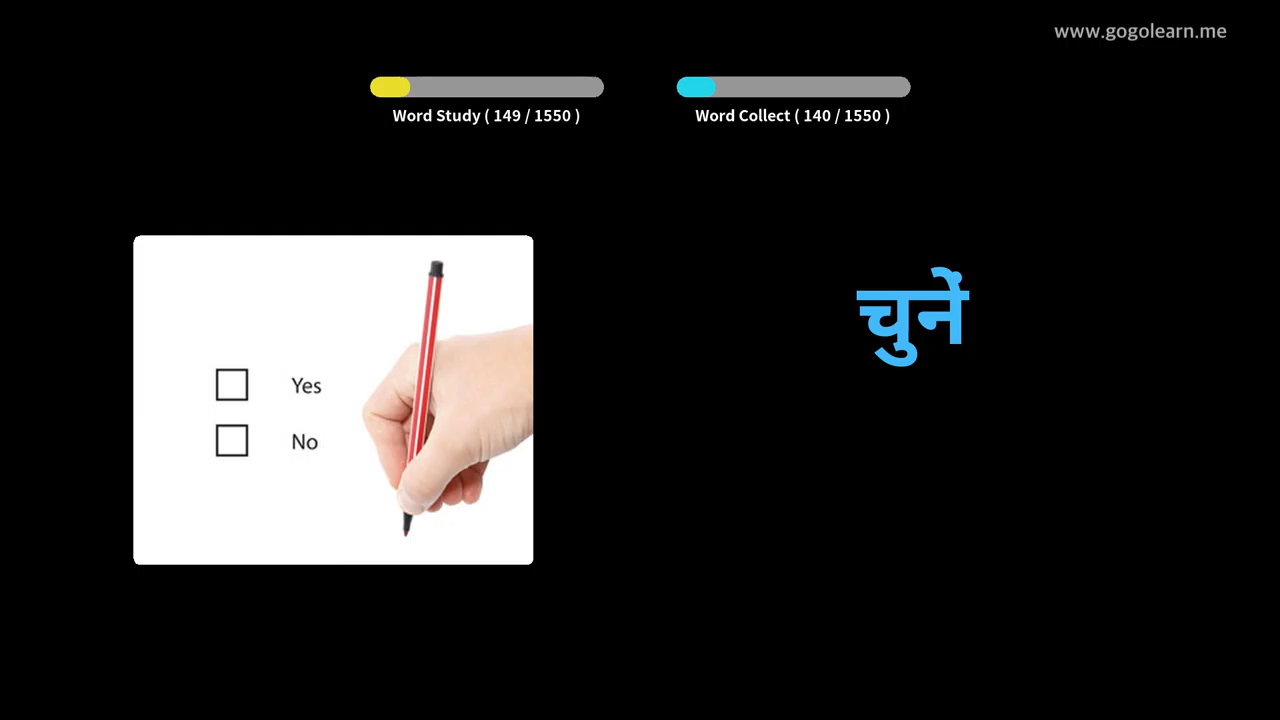 www.gogolearn.me
Word Study ( 149 / 1550 )
Word Collect ( 140 / 1550 )
Yes
No
चुनें